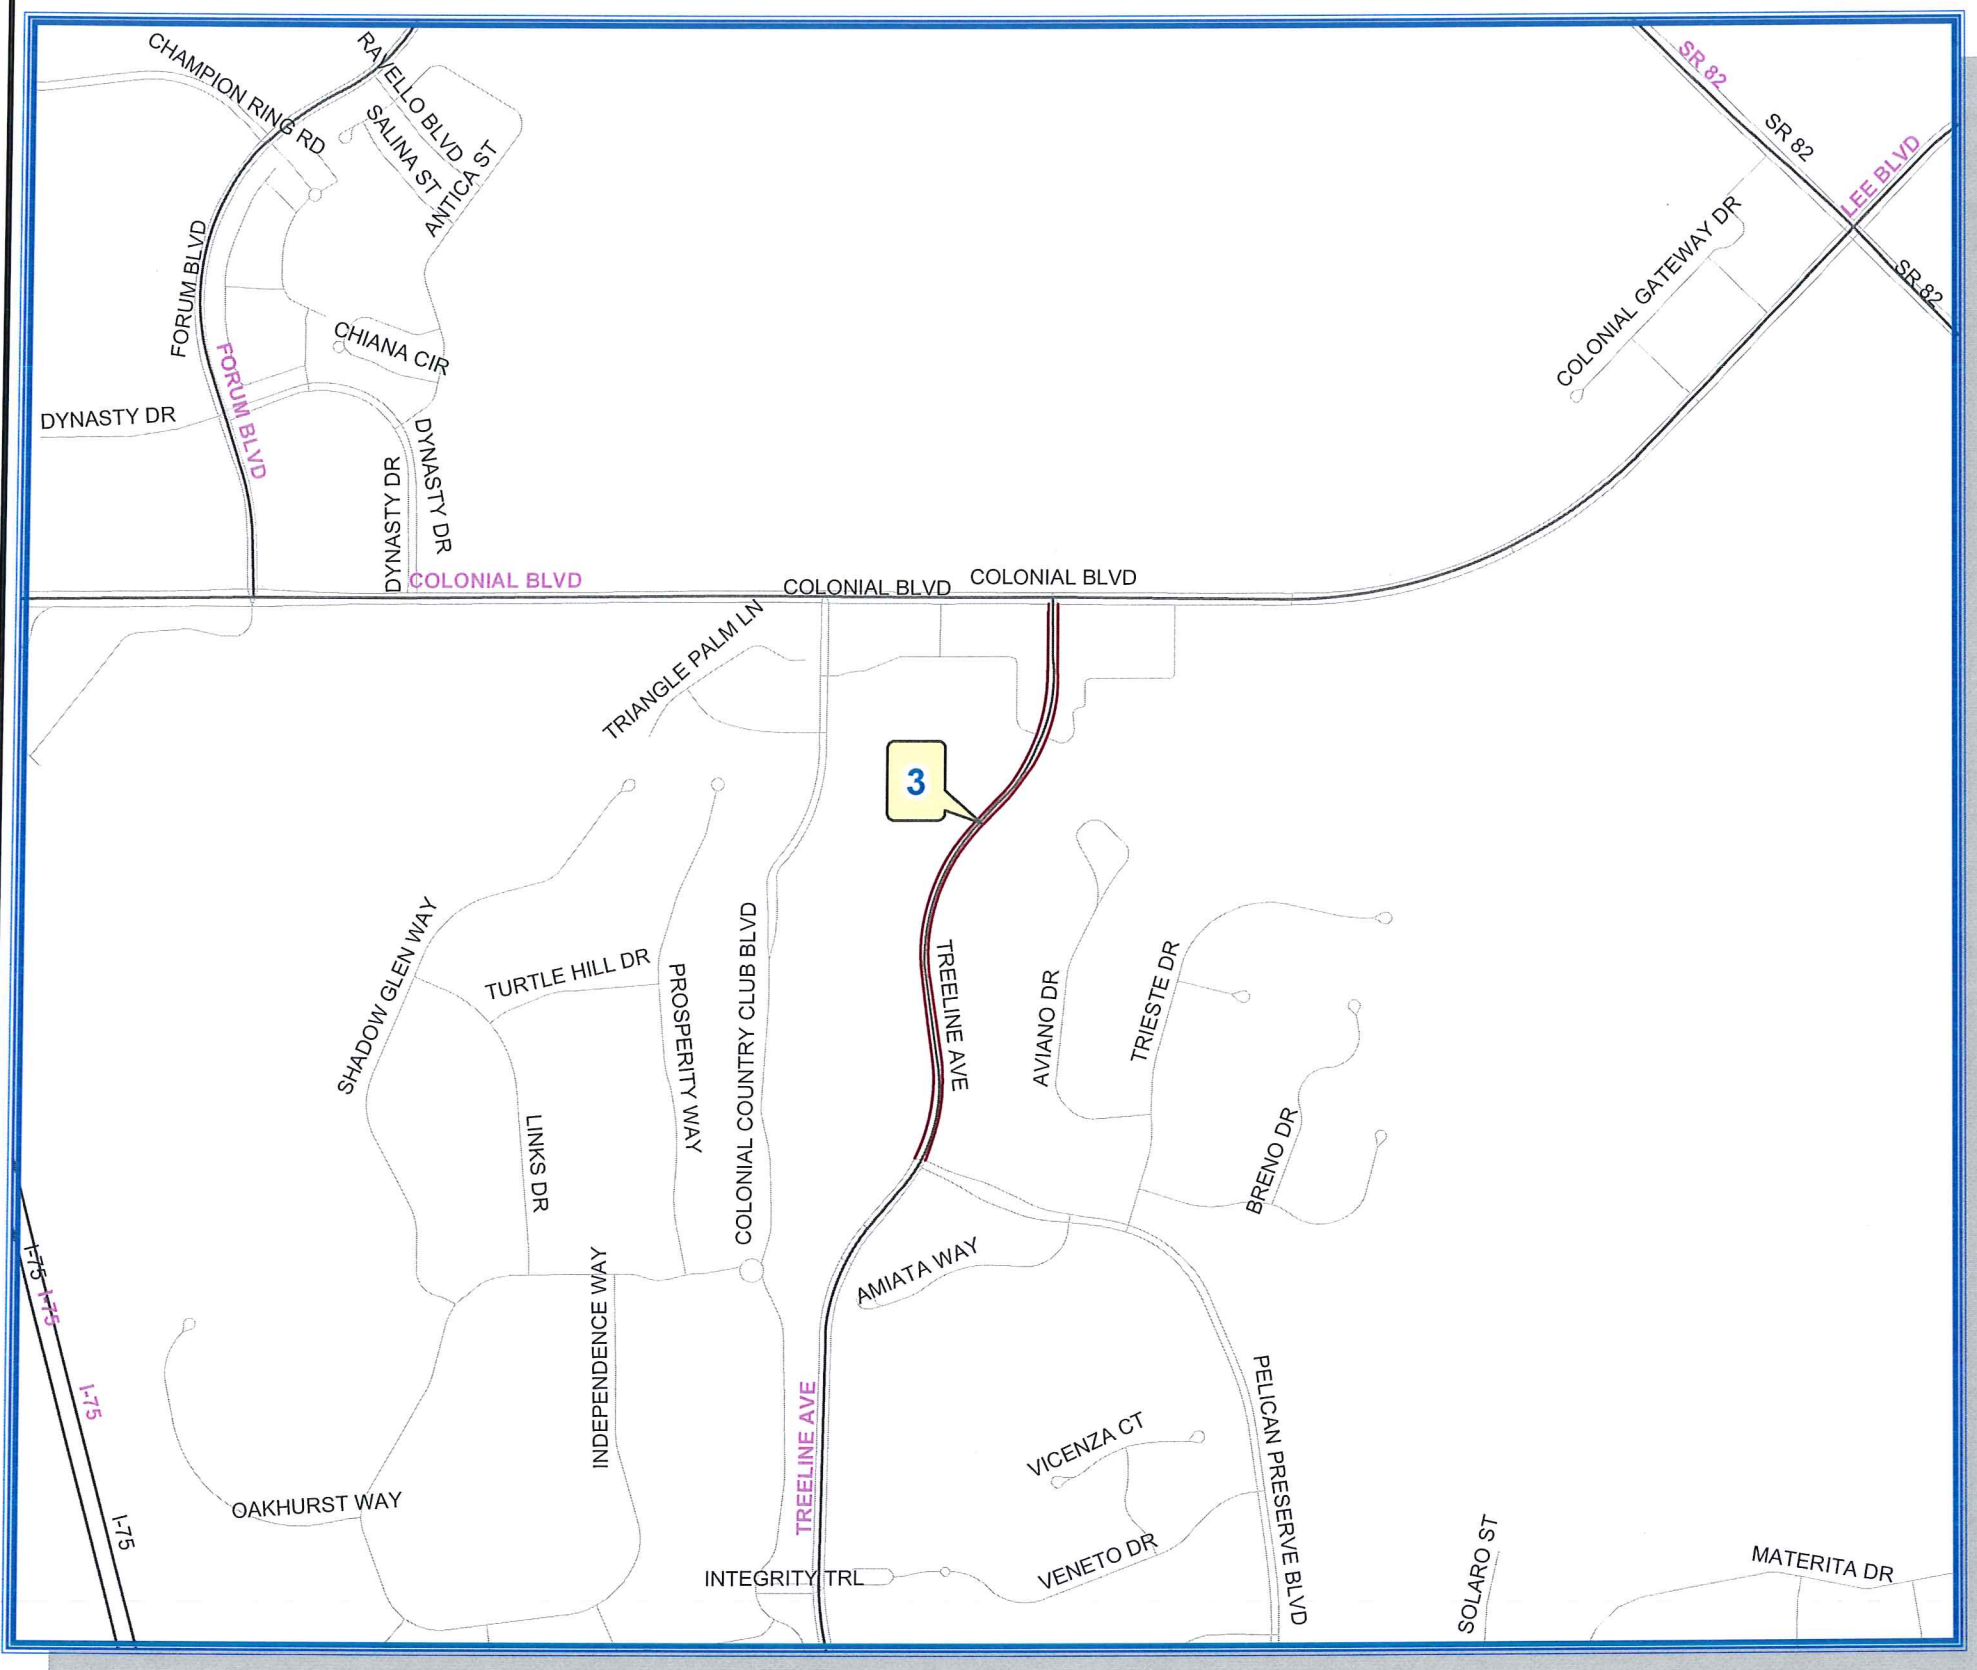 CHAMPION RING RD
RAVELLO BLVD
SALINA ST
ANTICA ST
SR 82
SR 82
LEE BLVD
SR 82
COLONIAL GATEWAY DR
FORUM BLVD
FORUM BLVD
CHIANA CIR
DYNASTY DR
DYNASTY DR
DYNASTY DR
COLONIAL BLVD
COLONIAL BLVD
COLONIAL BLVD
TRIANGLE PALM LN
3
SHADOW GLEN WAY
TURTLE HILL DR
PROSPERITY WAY
COLONIAL COUNTRY CLUB BLVD
TREELINE AVE
AVIANO DR
TRIESTE DR
LINKS DR
BRENO DR
I-75
I-75
I-75
I-75
INDEPENDENCE WAY
AMIATA WAY
TREELINE AVE
PELICAN PRESERVE BLVD
VICENZA CT
OAKHURST WAY
INTEGRITY TRL
VENETO DR
SOLARO ST
MATERITA DR